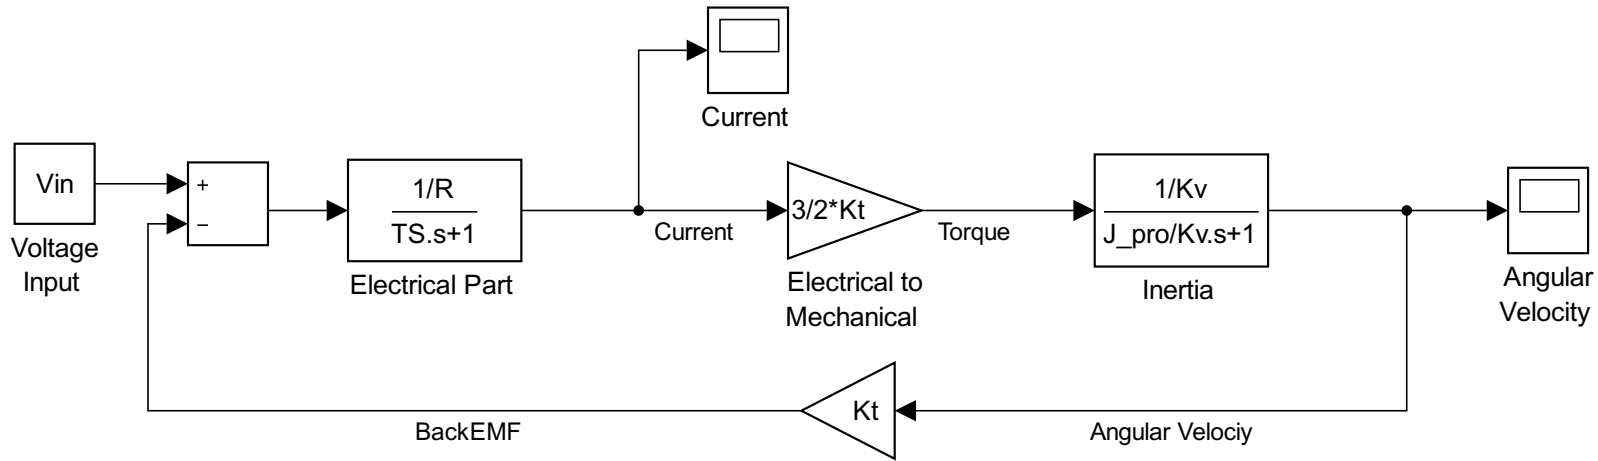 Current
Vin
Voltage
Input
+
−
1/R
TS.s+1
Electrical Part
Current
3/2*Kt
Electrical to
Mechanical
Torque
1/Kv
J_pro/Kv.s+1
Inertia
Angular
Velocity
Kt
BackEMF
Angular Velociy